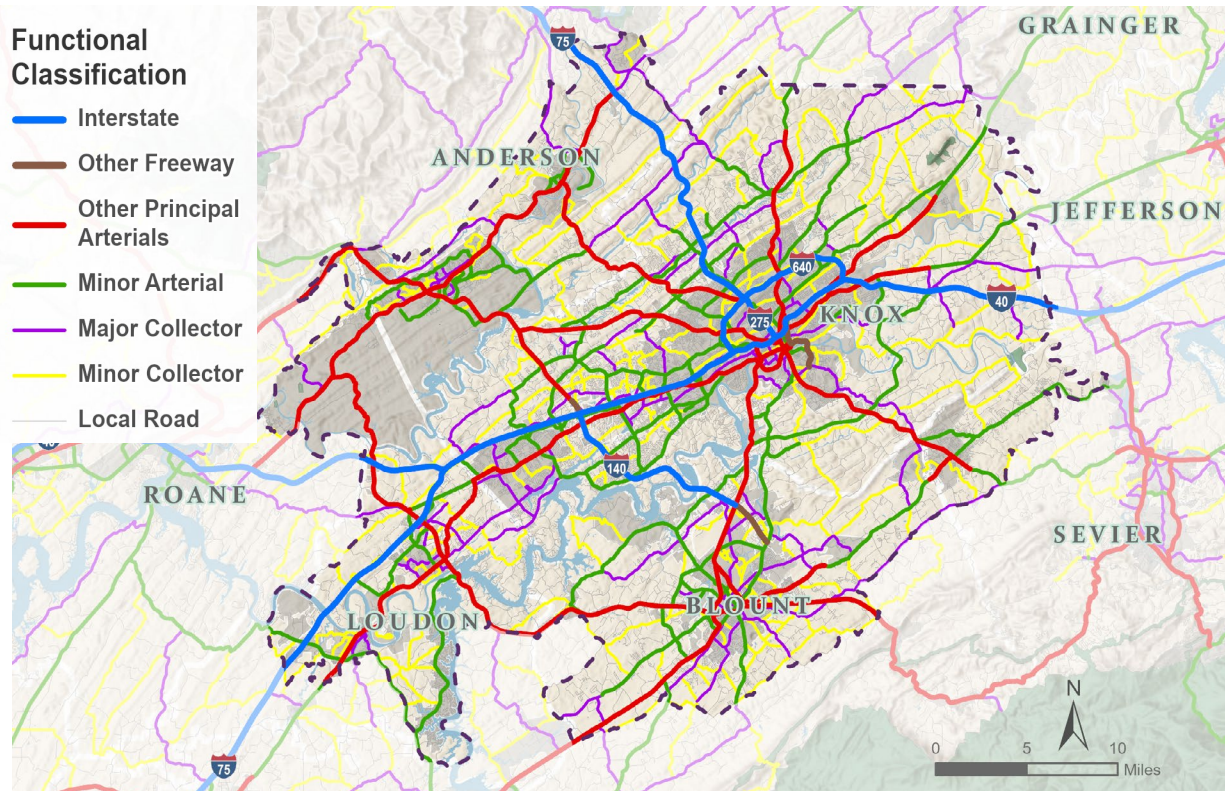 Functional
Classification
Interstate
Other Freeway
Other Principal
Arterials
Minor Arterial
Major Collector
Minor Collector
Local Road
75
GRAINGER
ANDERSON
JEFFERSON
640
40
275
KNOX
140
ROANE
SEVIER
BLOUNT
LOUDON
75
N
0 5 10
Miles